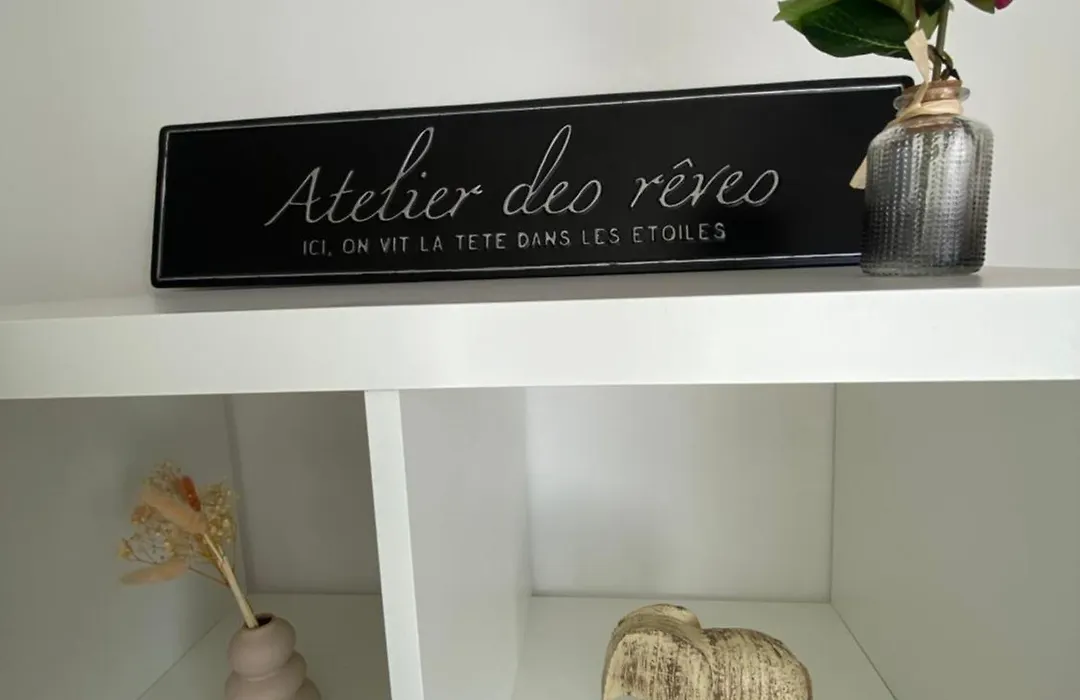 Atelier des rêves
ICI, ON VIT LA TETE DANS LES ETOILES